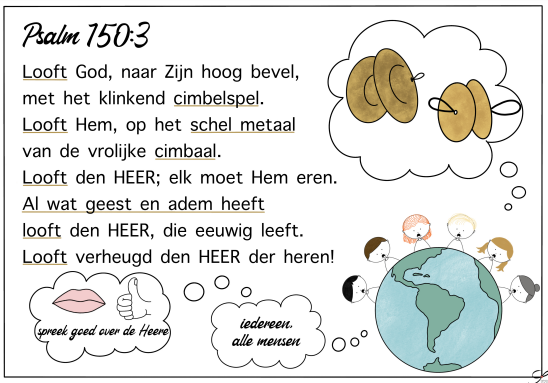 Psalm 150:3
Looft God, naar Zijn hoog bevel,
met het klinkend cimbelspel.
Looft Hem, op het schel metaal
van de vrolijke cimbaal.
Looft den HEER; elk moet Hem eren.
Al wat geest en adem heeft
looft den HEER, die eeuwig leeft.
Looft verheugd den HEER der heren!
spreek goed over de Heere
iedereen,
alle mensen